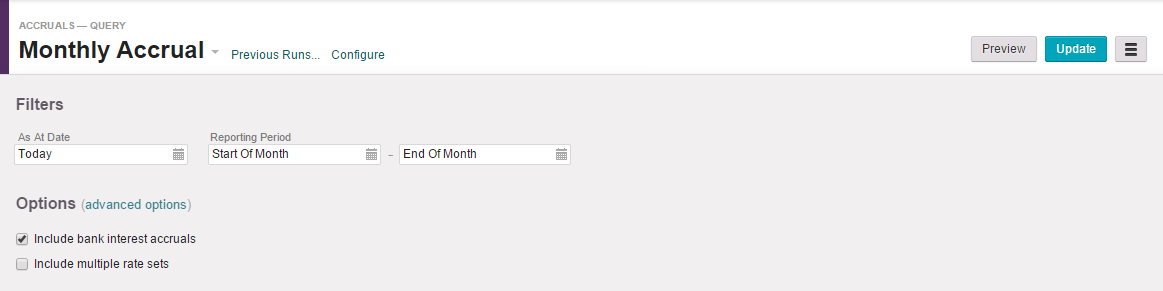 ACCRUALS — QUERY
Monthly Accrual Previous Runs... Configure Preview Update
Filters
As At Date Reporting Period
Today Start Of Month – End Of Month
Options (advanced options)
Include bank interest accruals
Include multiple rate sets